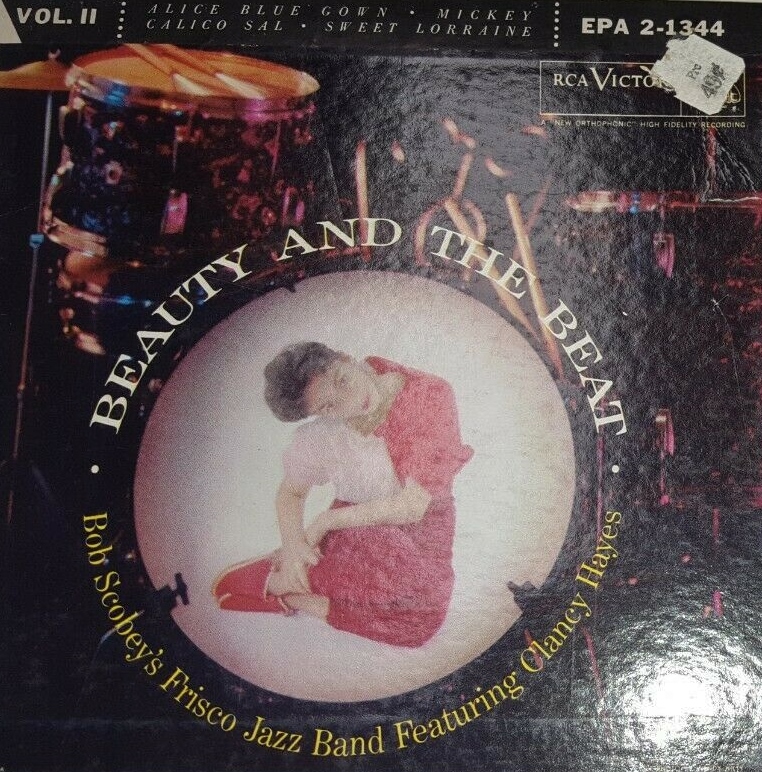 VOL. II
ALICE BLUE GOWN · MICKEY
CALICO SAL · SWEET LORRAINE
EPA 2-1344
RCA VICTO
"NEW ORTHOPHONIC" HIGH FIDELITY RECORDING
· BEAUTY AND THE BEAT ·
Bob Scobey's Frisco Jazz Band Featuring Clancy Hayes